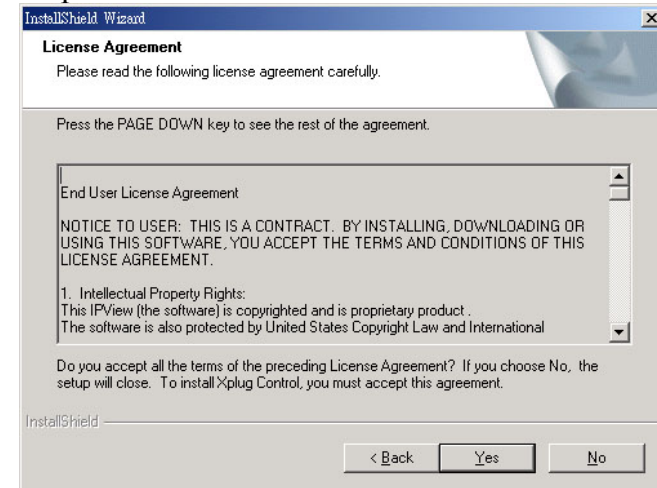 InstallShield Wizard
License Agreement
Please read the following license agreement carefully.
Press the PAGE DOWN key to see the rest of the agreement.
End User License Agreement
NOTICE TO USER: THIS IS A CONTRACT. BY INSTALLING, DOWNLOADING OR
USING THIS SOFTWARE, YOU ACCEPT THE TERMS AND CONDITIONS OF THIS
LICENSE AGREEMENT.
1. Intellectual Property Rights:
This IPView (the software) is copyrighted and is proprietary product .
The software is also protected by United States Copyright Law and International
Do you accept all the terms of the preceding License Agreement? If you choose No, the
setup will close. To install Xplug Control, you must accept this agreement.
InstallShield
< Back Yes No